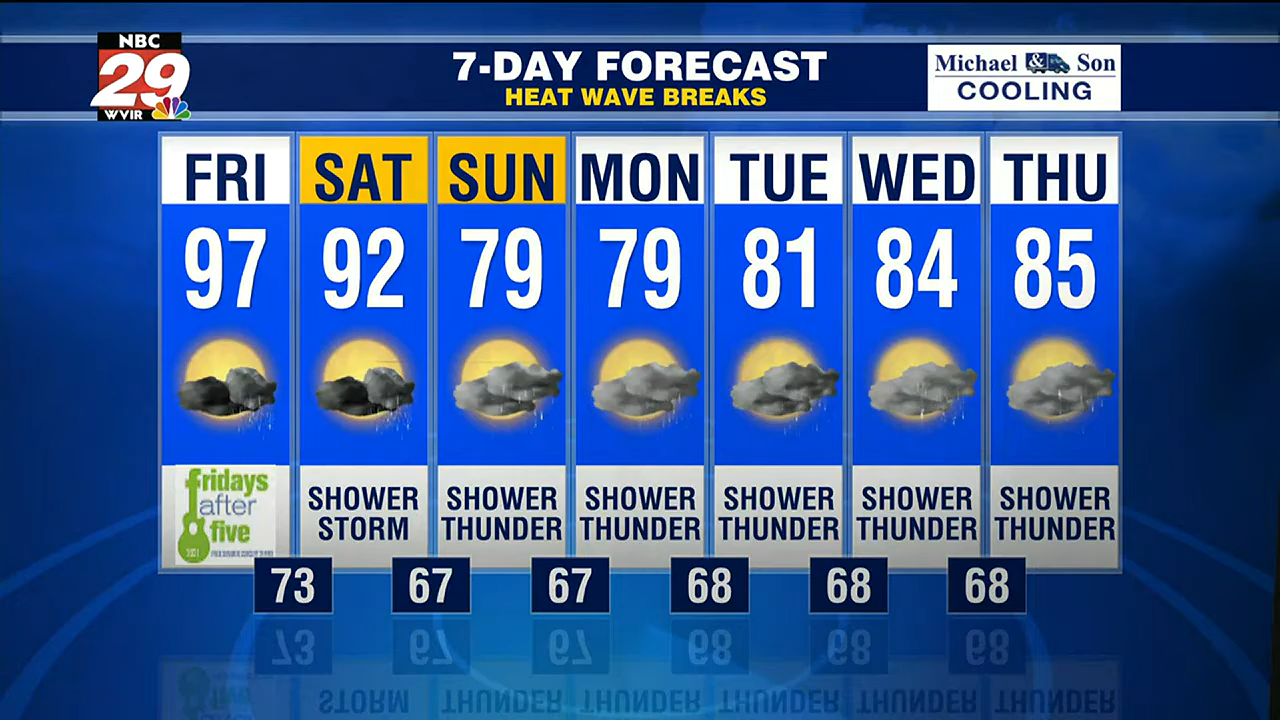 NBC
29
WVIR
7-DAY FORECAST
HEAT WAVE BREAKS
Michael & Son
COOLING
FRI SAT SUN MON TUE WED THU
97 92 79 79 81 84 85
fridays
after
five
2021
SHOWER SHOWER SHOWER SHOWER SHOWER SHOWER
STORM THUNDER THUNDER THUNDER THUNDER THUNDER
73 67 67 68 68 68